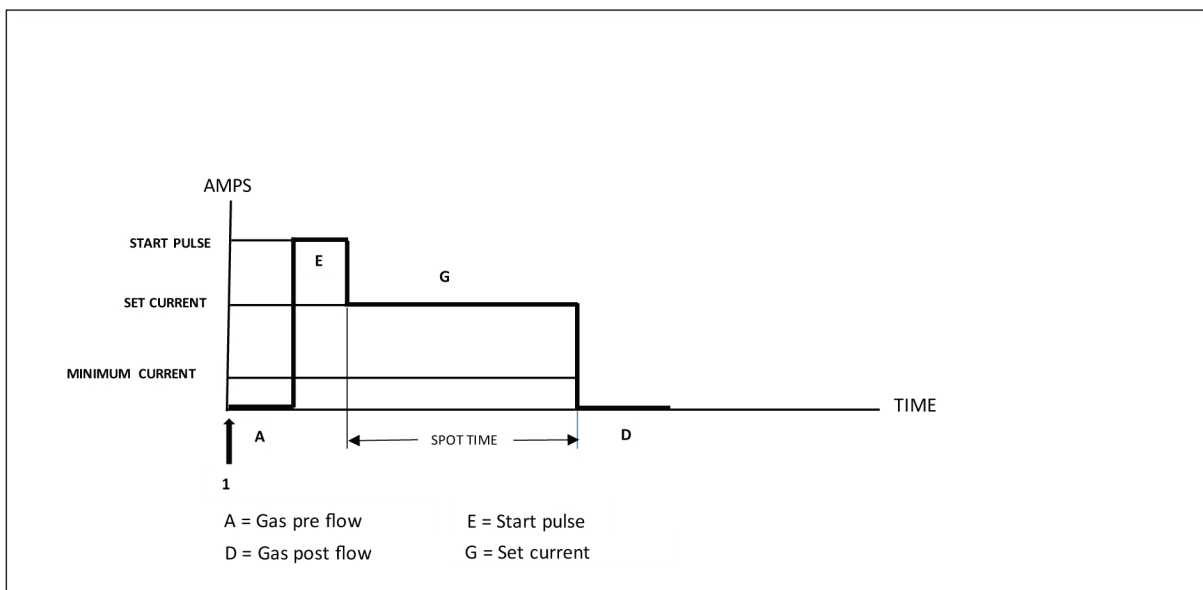 AMPS
START PULSE
E
G
SET CURRENT
MINIMUM CURRENT
TIME
A
SPOT TIME
D
1
A = Gas pre flow
E = Start pulse
D = Gas post flow
G = Set current